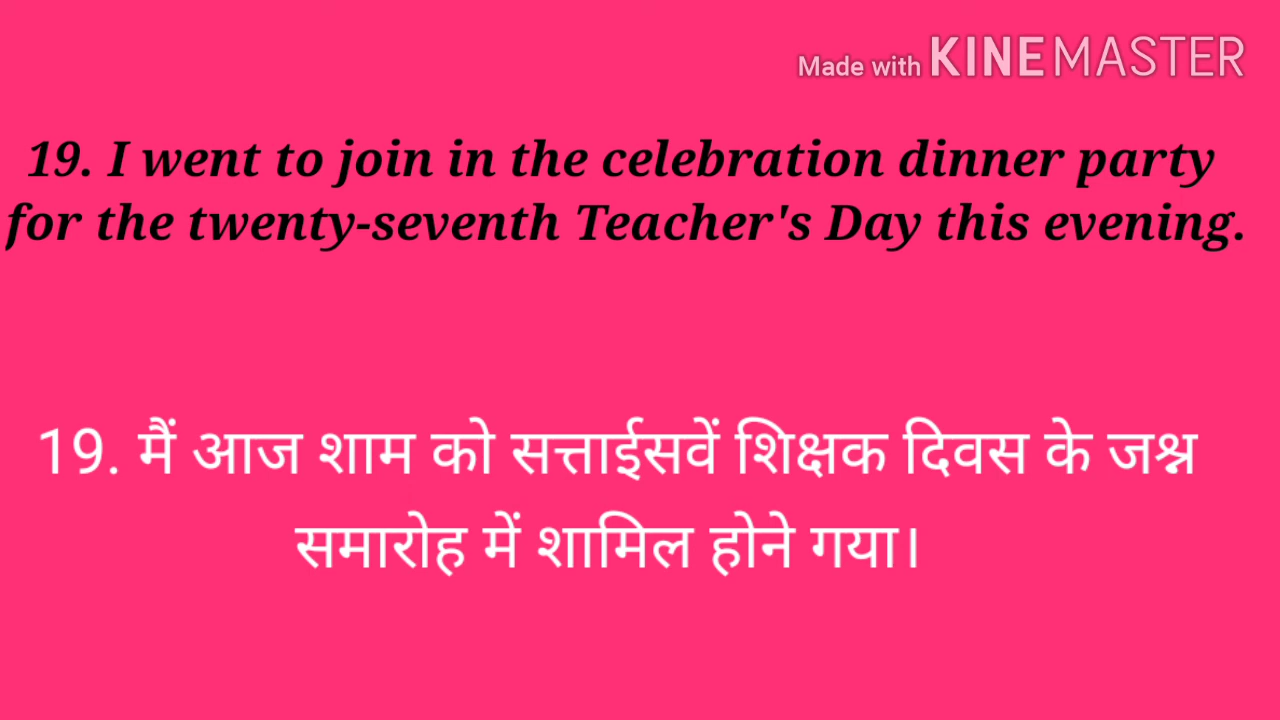 Made with KINEMASTER
19. I went to join in the celebration dinner party
for the twenty-seventh Teacher's Day this evening.
19. मैं आज शाम को सत्ताईसवें शिक्षक दिवस के जश्न
समारोह में शामिल होने गया।